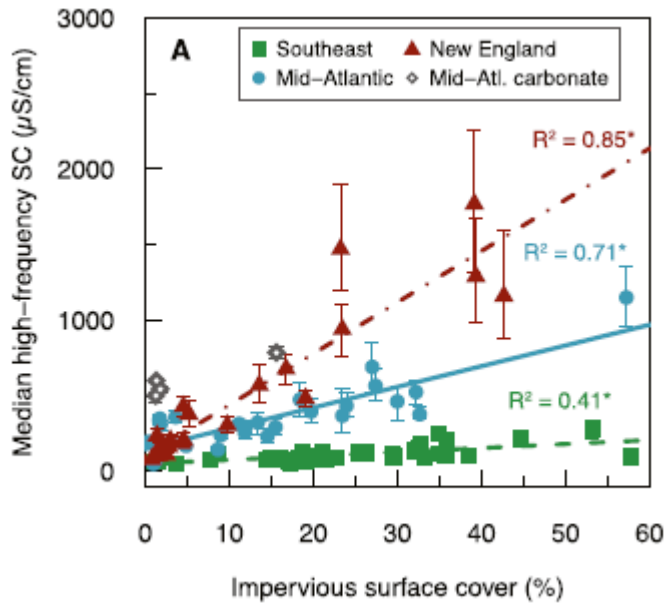 3000
A
Southeast
New England
Mid−Atlantic
Mid−Atl. carbonate
R² = 0.85*
2000
R² = 0.71*
1000
R² = 0.41*
0
0 10 20 30 40 50 60
Median high−frequency SC (µS/cm)
Impervious surface cover (%)